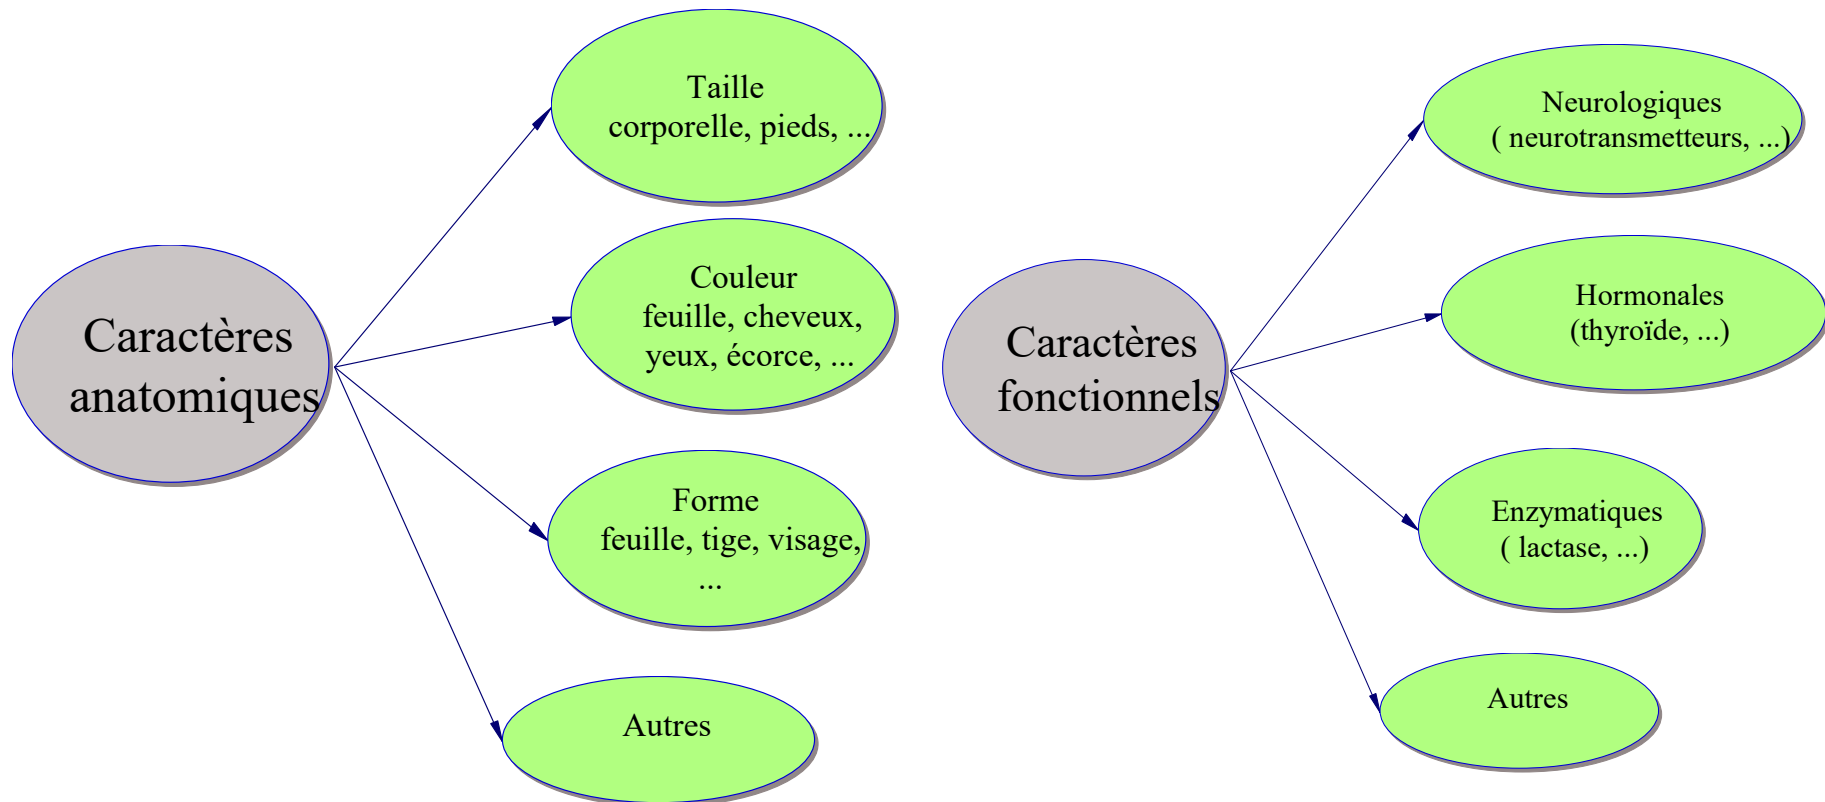 Caractères
anatomiques
Taille
corporelle, pieds, ...
Couleur
feuille, cheveux,
yeux, écorce, ...
Forme
feuille, tige, visage,
...
Autres
Caractères
fonctionnels
Neurologiques
( neurotransmetteurs, ...)
Hormonales
(thyroïde, ...)
Enzymatiques
( lactase, ...)
Autres